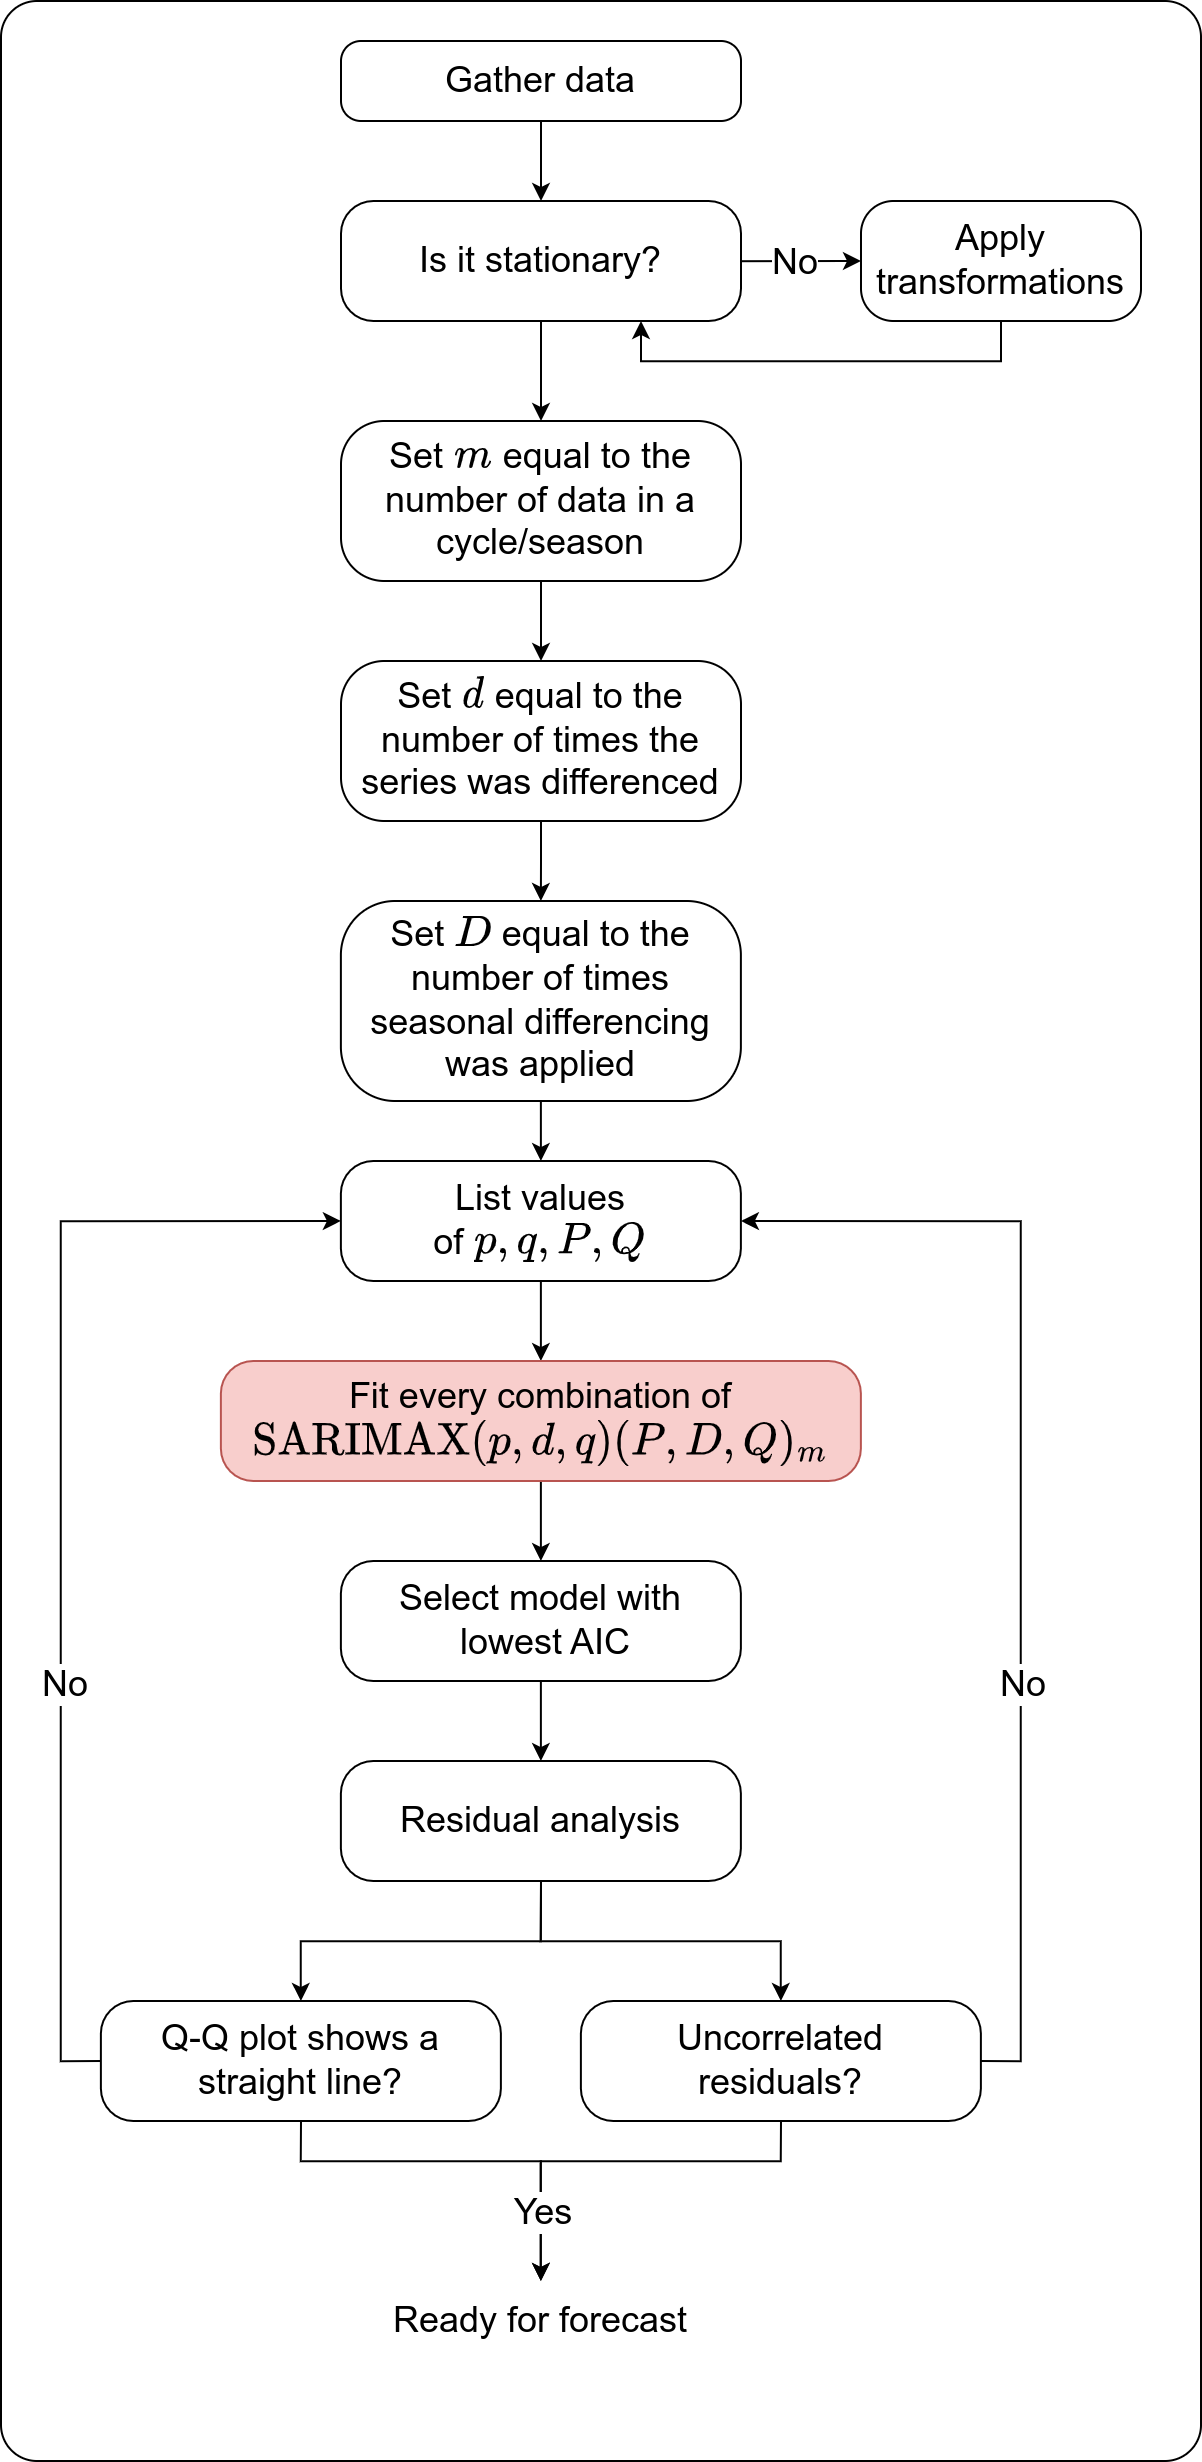 Gather data
Is it stationary?
No
Apply
transformations
Set m equal to the
number of data in a
cycle/season
Set d equal to the
number of times the
series was differenced
Set D equal to the
number of times
seasonal differencing
was applied
List values
of p, q, P, Q
Fit every combination of
SARIMAX(p, d, q)(P, D, Q)ₘ
Select model with
lowest AIC
No
No
Residual analysis
Q-Q plot shows a
straight line?
Uncorrelated
residuals?
Yes
Ready for forecast